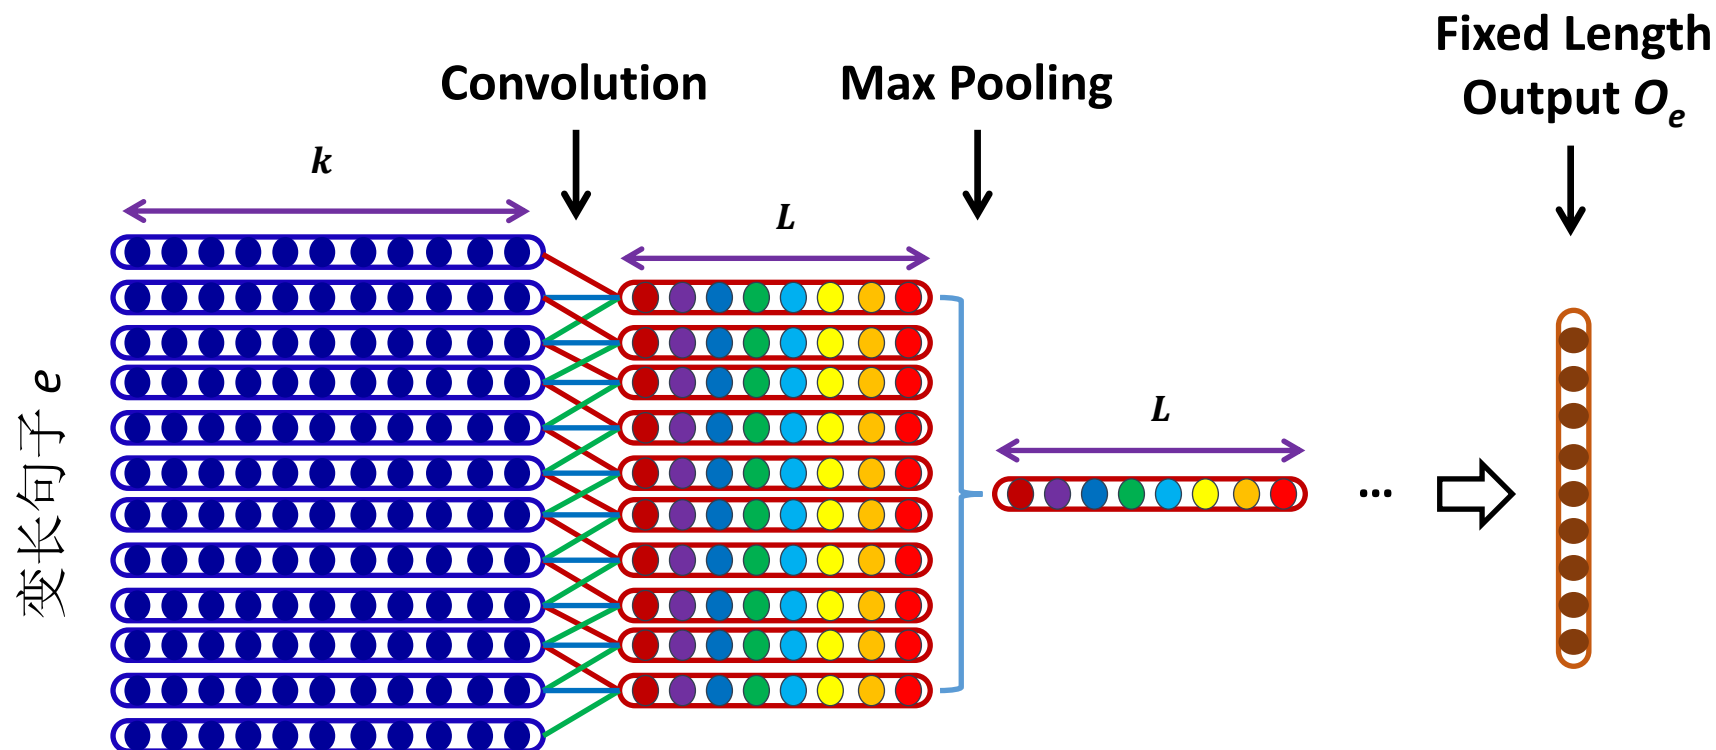 Fixed Length
Output Oₑ
Convolution
Max Pooling
k
L
L
...
变长句子 e